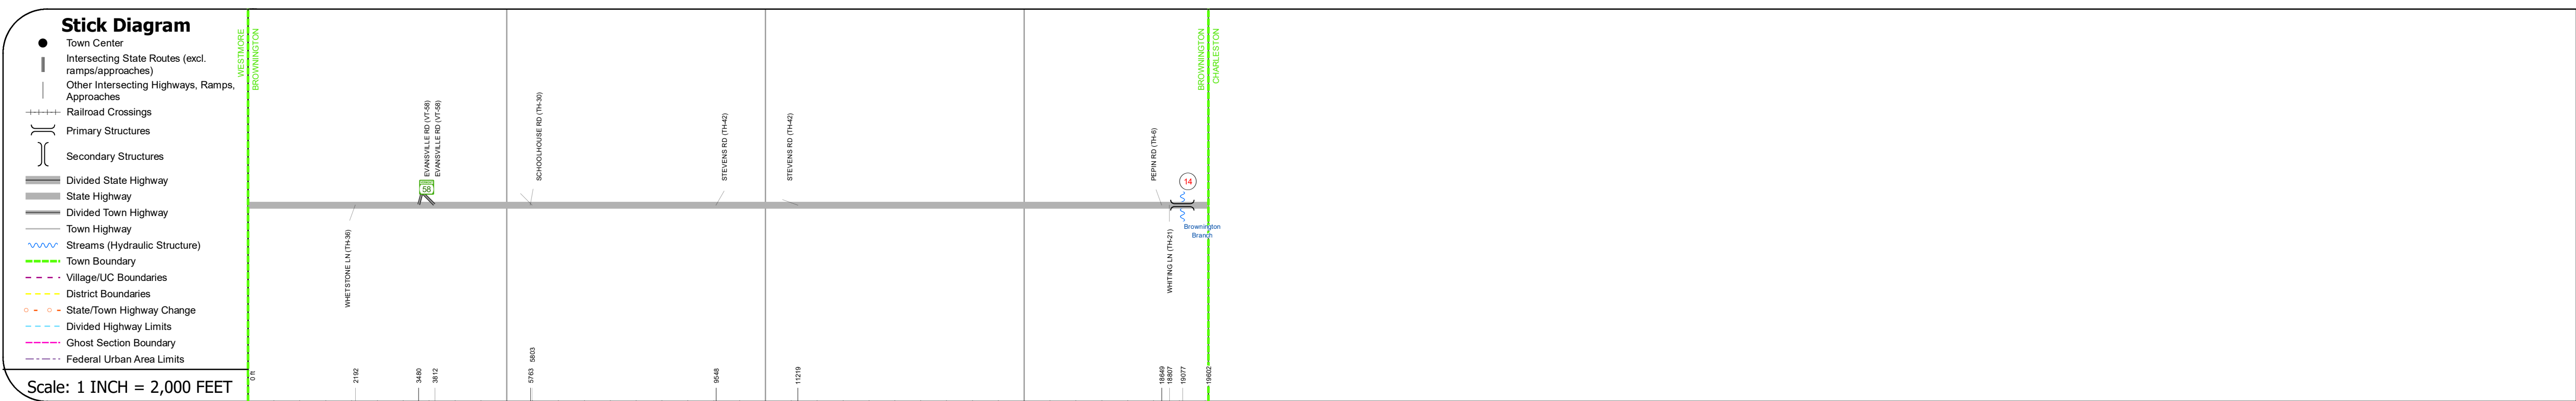 Stick Diagram
Town Center
Intersecting State Routes (excl.
ramps/approaches)
Other Intersecting Highways, Ramps,
Approaches
Railroad Crossings
Primary Structures
Secondary Structures
Divided State Highway
State Highway
Divided Town Highway
Town Highway
Streams (Hydraulic Structure)
Town Boundary
Village/UC Boundaries
District Boundaries
State/Town Highway Change
Divided Highway Limits
Ghost Section Boundary
Federal Urban Area Limits
Scale: 1 INCH = 2,000 FEET
WESTMORE
BROWNINGTON
WHETSTONE LN (TH-36)
EVANSVILLE RD (VT-58)
EVANSVILLE RD (VT-58)
58
SCHOOLHOUSE RD (TH-30)
STEVENS RD (TH-42)
STEVENS RD (TH-42)
PEPIN RD (TH-6)
WHITING LN (TH-21)
14
Brownington
Branch
BROWNINGTON
CHARLESTON
0 ft
2192
3480
3812
5763
5803
9548
11219
18649
18807
19077
19602